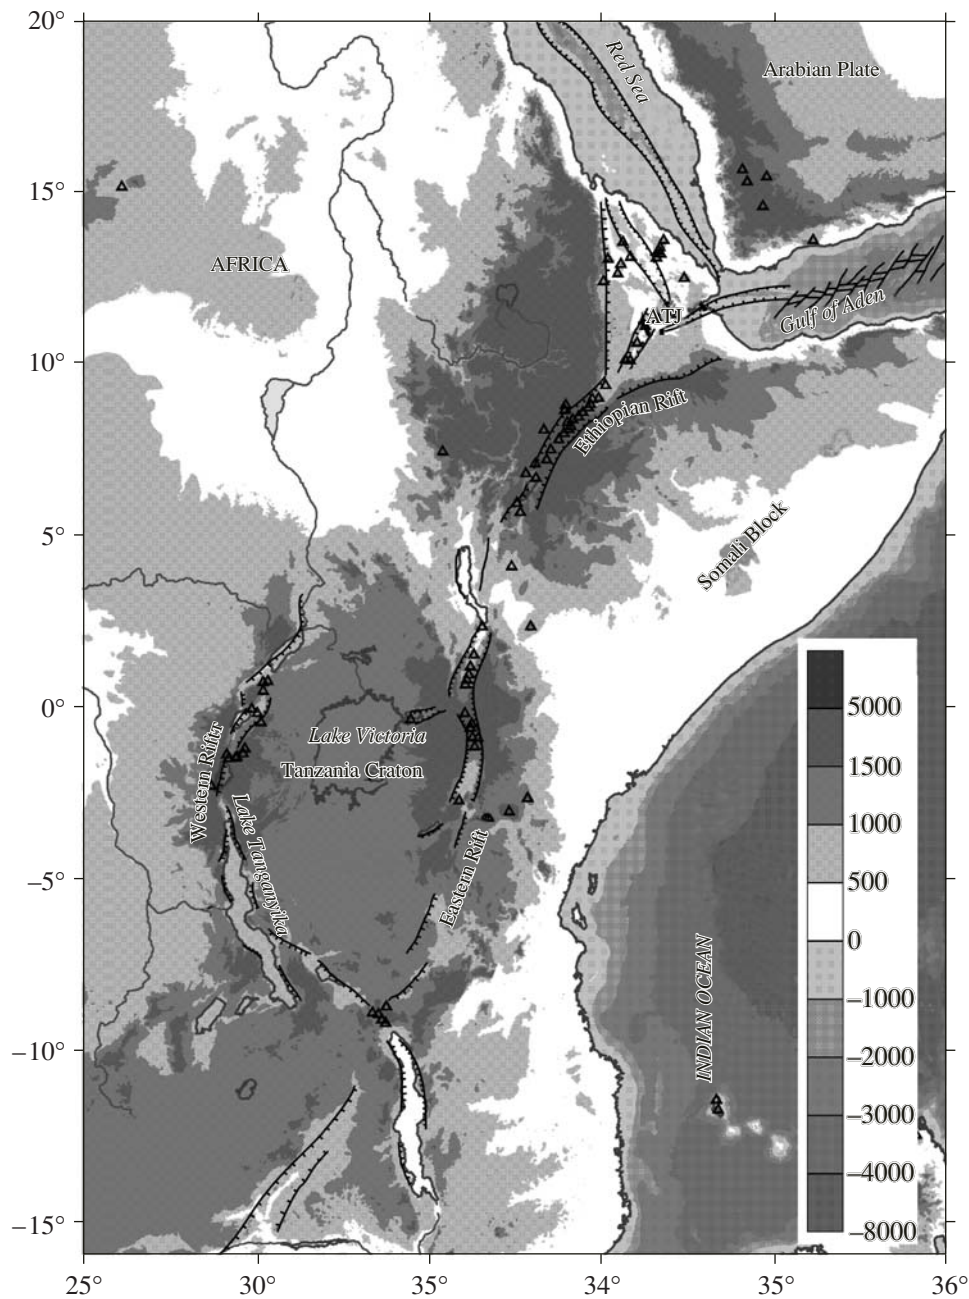 20°
Red Sea
Arabian Plate
15°
AFRICA
ATJ
Gulf of Aden
10°
Ethiopian Rift
5°
Somali Block
0°
Lake Victoria
Tanzania Craton
Western Riftr
Lake Tanganyika
Eastern Rift
−5°
INDIAN OCEAN
−10°
−15°
5000
1500
1000
500
0
−1000
−2000
−3000
−4000
−8000
25° 30° 35° 34° 35° 36°